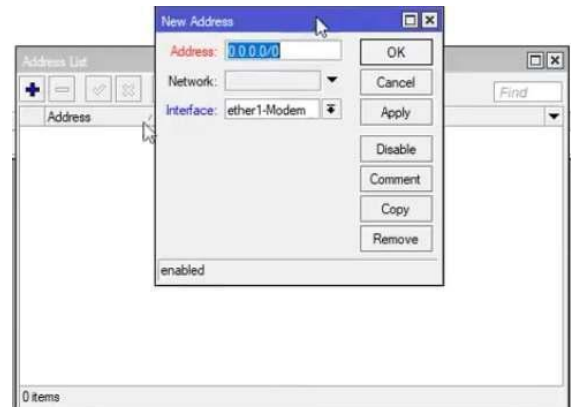 New Address
Address: 0.0.0.0/0
OK
Network:
Cancel
Interface: ether1-Modem
Apply
Disable
Comment
Copy
Remove
enabled
Address List
Find
Address
0 items